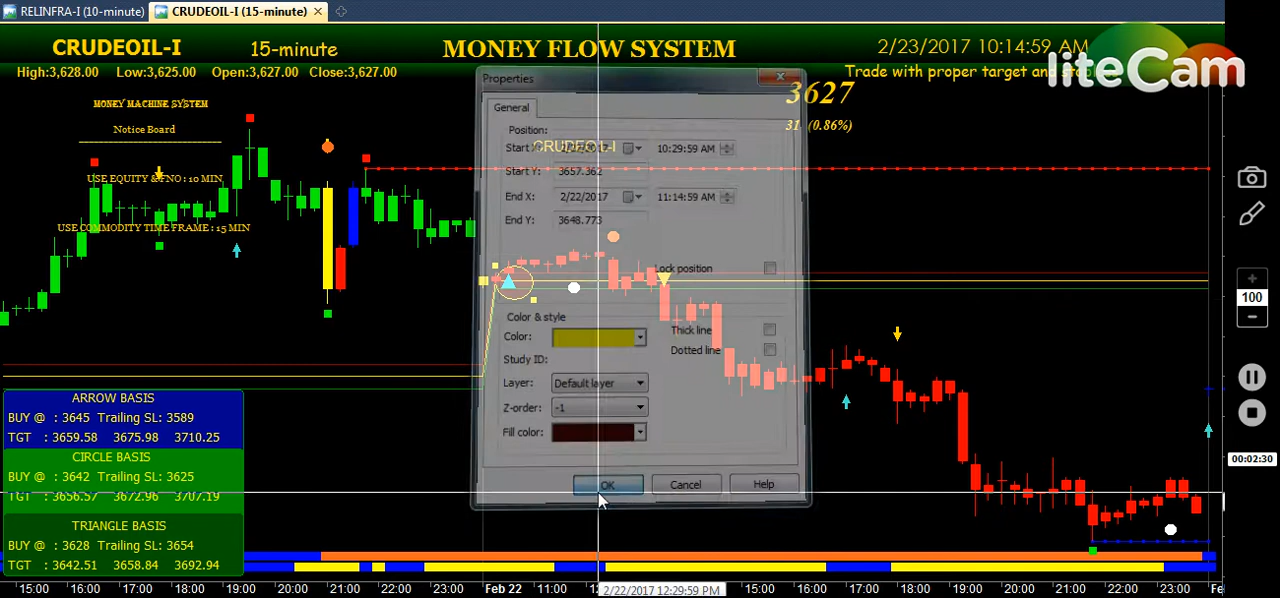 RELINFRA-I (10-minute)
CRUDEOIL-I (15-minute)
CRUDEOIL-I
15-minute
MONEY FLOW SYSTEM
2/23/2017 10:14:59 AM
liteCam
High:3,628.00 Low:3,625.00 Open:3,627.00 Close:3,627.00
Trade with proper target and
3627
31 (0.86%)
MONEY MACHINE SYSTEM
Notice Board
USE EQUITY & FNO : 10 MIN
USE COMMODITY TIME FRAME : 15 MIN
Properties
General
Position:
Start
CRUDEOIL-I
10:29:59 AM
Start Y: 3657.362
End X: 2/22/2017 11:14:59 AM
End Y: 3648.773
Lock position
Color & style
Color:
Thick line
Study ID:
Dotted line
Layer: Default layer
Z-order: -1
Fill color:
OK Cancel Help
100
00:02:30
ARROW BASIS
BUY @ : 3645 Trailing SL: 3589
TGT : 3659.58 3675.98 3710.25
CIRCLE BASIS
BUY @ : 3642 Trailing SL: 3625
TGT : 3656.57 3672.96 3707.19
TRIANGLE BASIS
BUY @ : 3628 Trailing SL: 3654
TGT : 3642.51 3658.84 3692.94
15:00 16:00 17:00 18:00 19:00 20:00 21:00 22:00 23:00 Feb 22 11:00 2/22/2017 12:29:59 PM 15:00 16:00 17:00 18:00 19:00 20:00 21:00 22:00 23:00